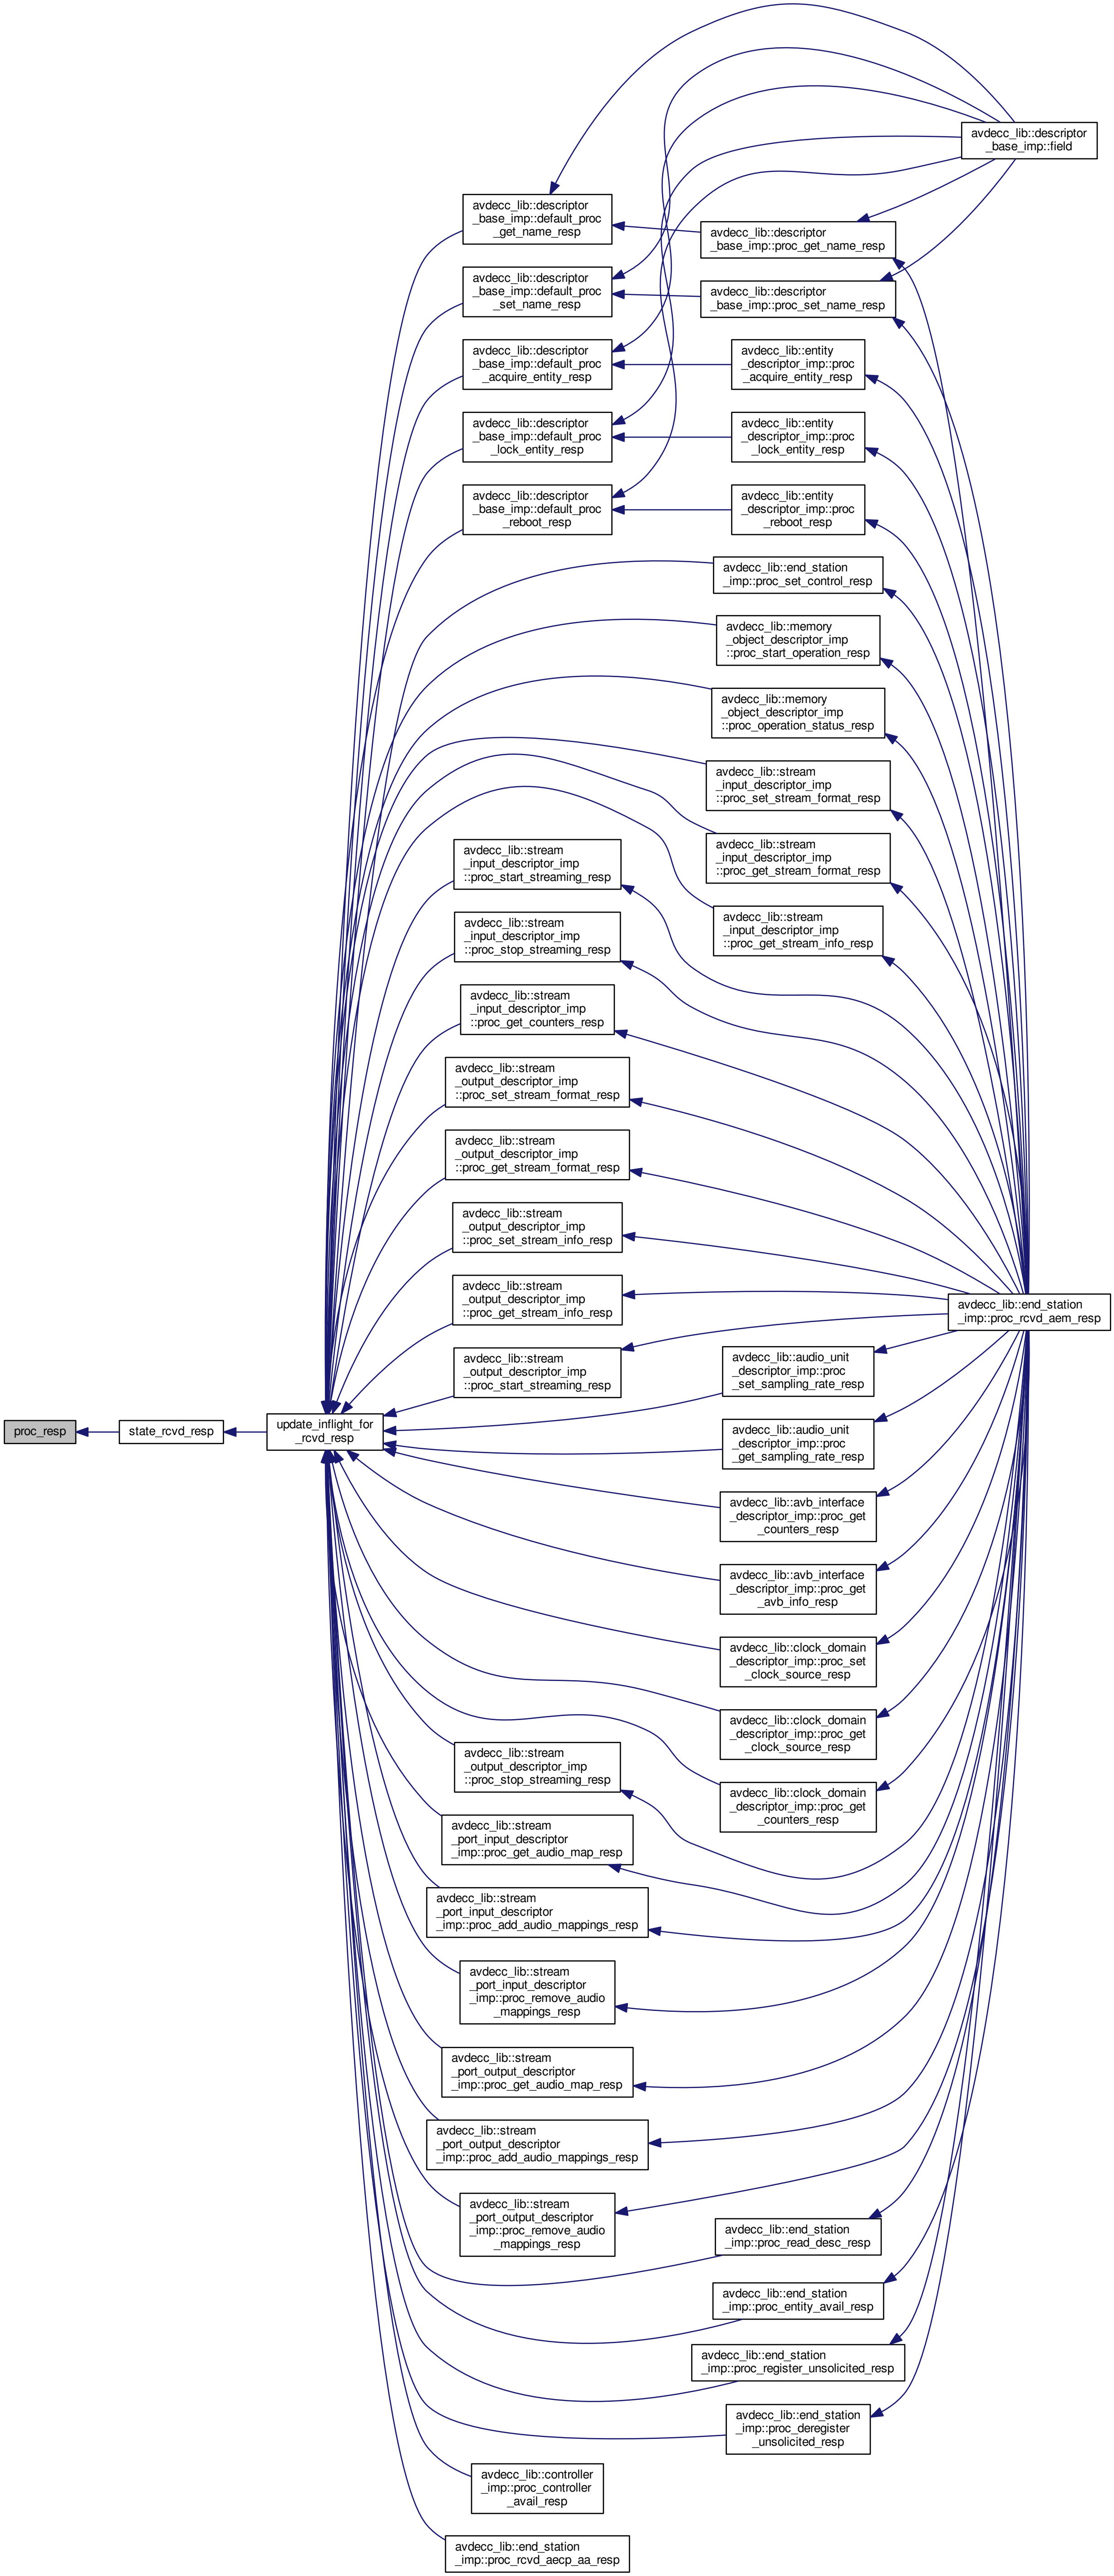 avdecc_lib::descriptor
_base_imp::field
avdecc_lib::descriptor
_base_imp::default_proc
_get_name_resp
avdecc_lib::descriptor
_base_imp::proc_get_name_resp
avdecc_lib::descriptor
_base_imp::default_proc
_set_name_resp
avdecc_lib::descriptor
_base_imp::proc_set_name_resp
avdecc_lib::descriptor
_base_imp::default_proc
_acquire_entity_resp
avdecc_lib::entity
_descriptor_imp::proc
_acquire_entity_resp
avdecc_lib::descriptor
_base_imp::default_proc
_lock_entity_resp
avdecc_lib::entity
_descriptor_imp::proc
_lock_entity_resp
avdecc_lib::descriptor
_base_imp::default_proc
_reboot_resp
avdecc_lib::entity
_descriptor_imp::proc
_reboot_resp
avdecc_lib::end_station
_imp::proc_set_control_resp
avdecc_lib::memory
_object_descriptor_imp
::proc_start_operation_resp
avdecc_lib::memory
_object_descriptor_imp
::proc_operation_status_resp
avdecc_lib::stream
_input_descriptor_imp
::proc_set_stream_format_resp
avdecc_lib::stream
_input_descriptor_imp
::proc_get_stream_format_resp
avdecc_lib::stream
_input_descriptor_imp
::proc_start_streaming_resp
avdecc_lib::stream
_input_descriptor_imp
::proc_get_stream_info_resp
avdecc_lib::stream
_input_descriptor_imp
::proc_stop_streaming_resp
avdecc_lib::stream
_input_descriptor_imp
::proc_get_counters_resp
avdecc_lib::stream
_output_descriptor_imp
::proc_set_stream_format_resp
avdecc_lib::stream
_output_descriptor_imp
::proc_get_stream_format_resp
avdecc_lib::stream
_output_descriptor_imp
::proc_set_stream_info_resp
avdecc_lib::stream
_output_descriptor_imp
::proc_get_stream_info_resp
avdecc_lib::end_station
_imp::proc_rcvd_aem_resp
avdecc_lib::stream
_output_descriptor_imp
::proc_start_streaming_resp
avdecc_lib::audio_unit
_descriptor_imp::proc
_set_sampling_rate_resp
proc_resp
state_rcvd_resp
update_inflight_for
_rcvd_resp
avdecc_lib::audio_unit
_descriptor_imp::proc
_get_sampling_rate_resp
avdecc_lib::avb_interface
_descriptor_imp::proc_get
_counters_resp
avdecc_lib::avb_interface
_descriptor_imp::proc_get
_avb_info_resp
avdecc_lib::clock_domain
_descriptor_imp::proc_set
_clock_source_resp
avdecc_lib::clock_domain
_descriptor_imp::proc_get
_clock_source_resp
avdecc_lib::stream
_output_descriptor_imp
::proc_stop_streaming_resp
avdecc_lib::clock_domain
_descriptor_imp::proc_get
_counters_resp
avdecc_lib::stream
_port_input_descriptor
_imp::proc_get_audio_map_resp
avdecc_lib::stream
_port_input_descriptor
_imp::proc_add_audio_mappings_resp
avdecc_lib::stream
_port_input_descriptor
_imp::proc_remove_audio
_mappings_resp
avdecc_lib::stream
_port_output_descriptor
_imp::proc_get_audio_map_resp
avdecc_lib::stream
_port_output_descriptor
_imp::proc_add_audio_mappings_resp
avdecc_lib::stream
_port_output_descriptor
_imp::proc_remove_audio
_mappings_resp
avdecc_lib::end_station
_imp::proc_read_desc_resp
avdecc_lib::end_station
_imp::proc_entity_avail_resp
avdecc_lib::end_station
_imp::proc_register_unsolicited_resp
avdecc_lib::end_station
_imp::proc_deregister
_unsolicited_resp
avdecc_lib::controller
_imp::proc_controller
_avail_resp
avdecc_lib::end_station
_imp::proc_rcvd_aecp_aa_resp